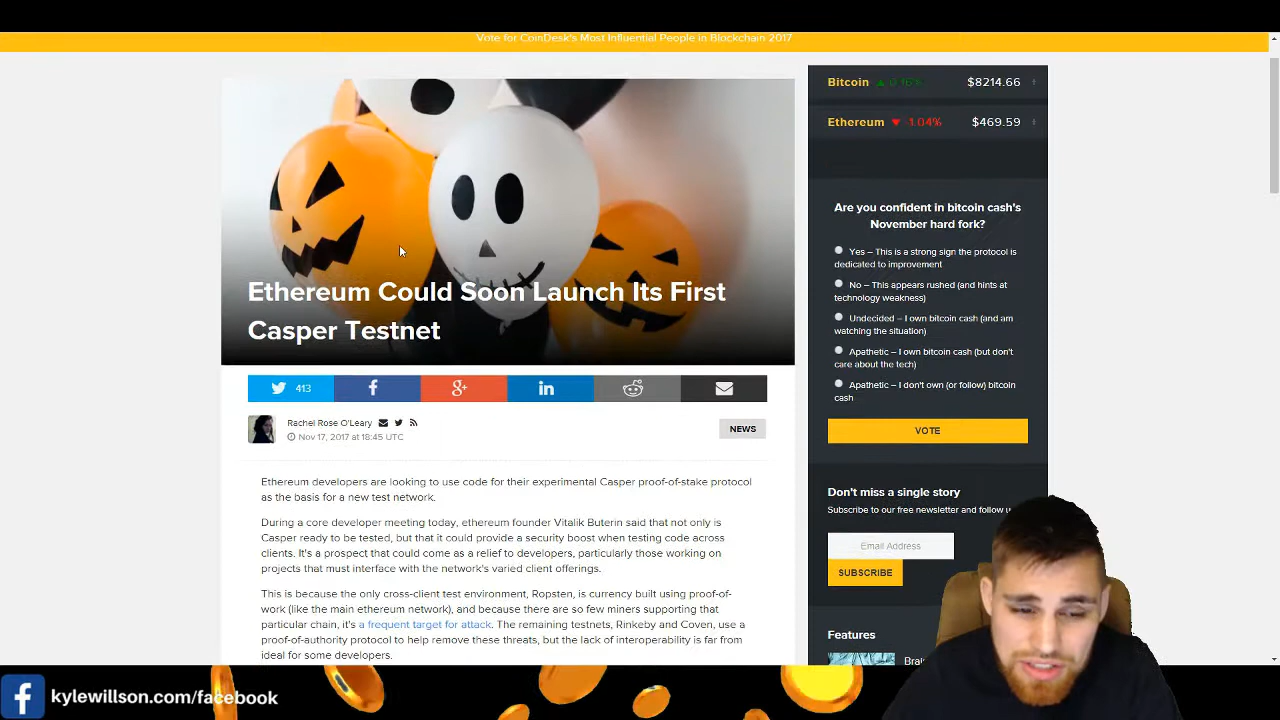 Vote for CoinDesk's Most Influential People in Blockchain 2017
Bitcoin 0.16% $8214.66
Ethereum -1.04% $469.59
Ethereum Could Soon Launch Its First
Casper Testnet
413
Rachel Rose O'Leary
Nov 17, 2017 at 18:45 UTC
NEWS
Ethereum developers are looking to use code for their experimental Casper proof-of-stake protocol
as the basis for a new test network.
During a core developer meeting today, ethereum founder Vitalik Buterin said that not only is
Casper ready to be tested, but that it could provide a security boost when testing code across
clients. It's a prospect that could come as a relief to developers, particularly those working on
projects that must interface with the network's varied client offerings.
This is because the only cross-client test environment, Ropsten, is currency built using proof-of-
work (like the main ethereum network), and because there are so few miners supporting that
particular chain, it's a frequent target for attack. The remaining testnets, Rinkeby and Coven, use a
proof-of-authority protocol to help remove these threats, but the lack of interoperability is far from
ideal for some developers.
Are you confident in bitcoin cash's
November hard fork?
Yes – This is a strong sign the protocol is
dedicated to improvement
No – This appears rushed (and hints at
technology weakness)
Undecided – I own bitcoin cash (and am
watching the situation)
Apathetic – I own bitcoin cash (but don't
care about the tech)
Apathetic – I don't own (or follow) bitcoin
cash
VOTE
Don't miss a single story
Subscribe to our free newsletter and follow
Email Address
SUBSCRIBE
Features
kylewillson.com/facebook